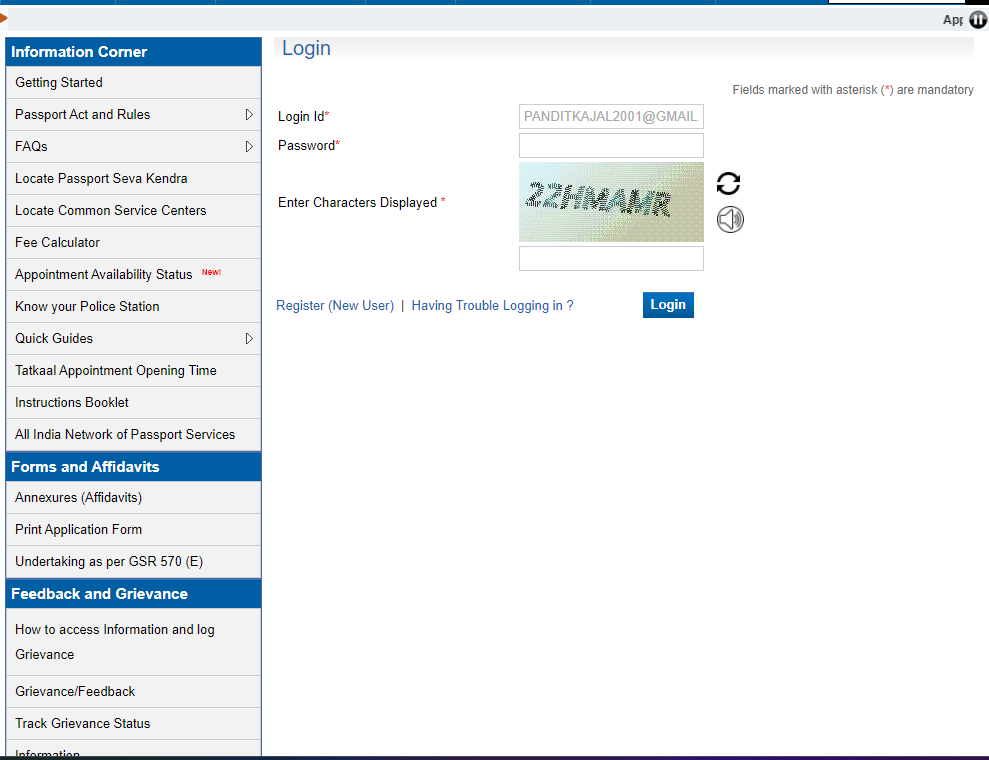 App
Information Corner
Getting Started
Passport Act and Rules
FAQs
Locate Passport Seva Kendra
Locate Common Service Centers
Fee Calculator
Appointment Availability Status New!
Know your Police Station
Quick Guides
Tatkaal Appointment Opening Time
Instructions Booklet
All India Network of Passport Services
Forms and Affidavits
Annexures (Affidavits)
Print Application Form
Undertaking as per GSR 570 (E)
Feedback and Grievance
How to access Information and log
Grievance
Grievance/Feedback
Track Grievance Status
Information
Login
Fields marked with asterisk (*) are mandatory
Login Id* PANDITKAJAL2001@GMAIL
Password*
Enter Characters Displayed * 22HMAMR
Register (New User) | Having Trouble Logging in ? Login